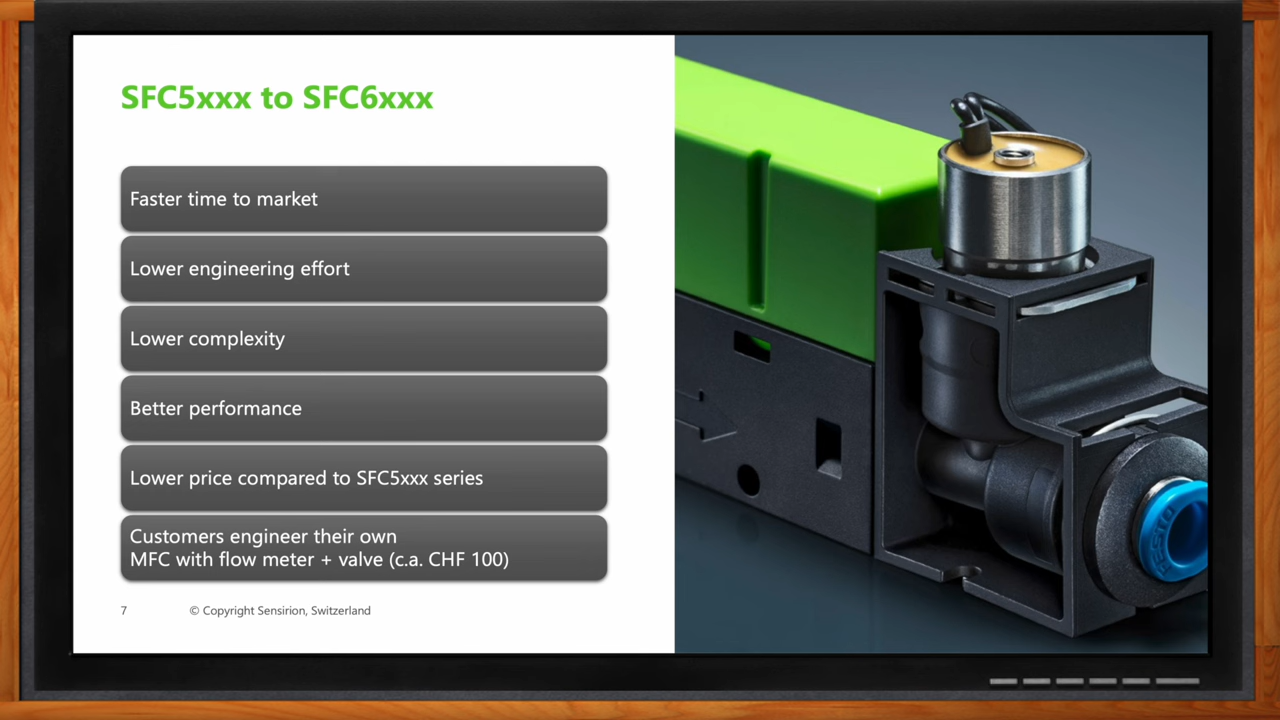 SFC5xxx to SFC6xxx
Faster time to market
Lower engineering effort
Lower complexity
Better performance
Lower price compared to SFC5xxx series
Customers engineer their own
MFC with flow meter + valve (c.a. CHF 100)
7
© Copyright Sensirion, Switzerland
FESTO